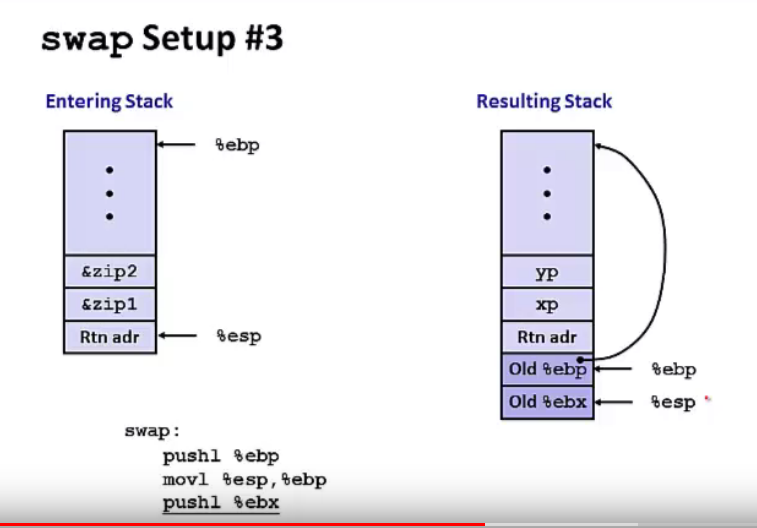 swap Setup #3
Entering Stack
%ebp
&zip2
&zip1
Rtn adr
%esp
Resulting Stack
yp
xp
Rtn adr
Old %ebp
%ebp
Old %ebx
%esp
swap:
pushl %ebp
movl %esp,%ebp
pushl %ebx